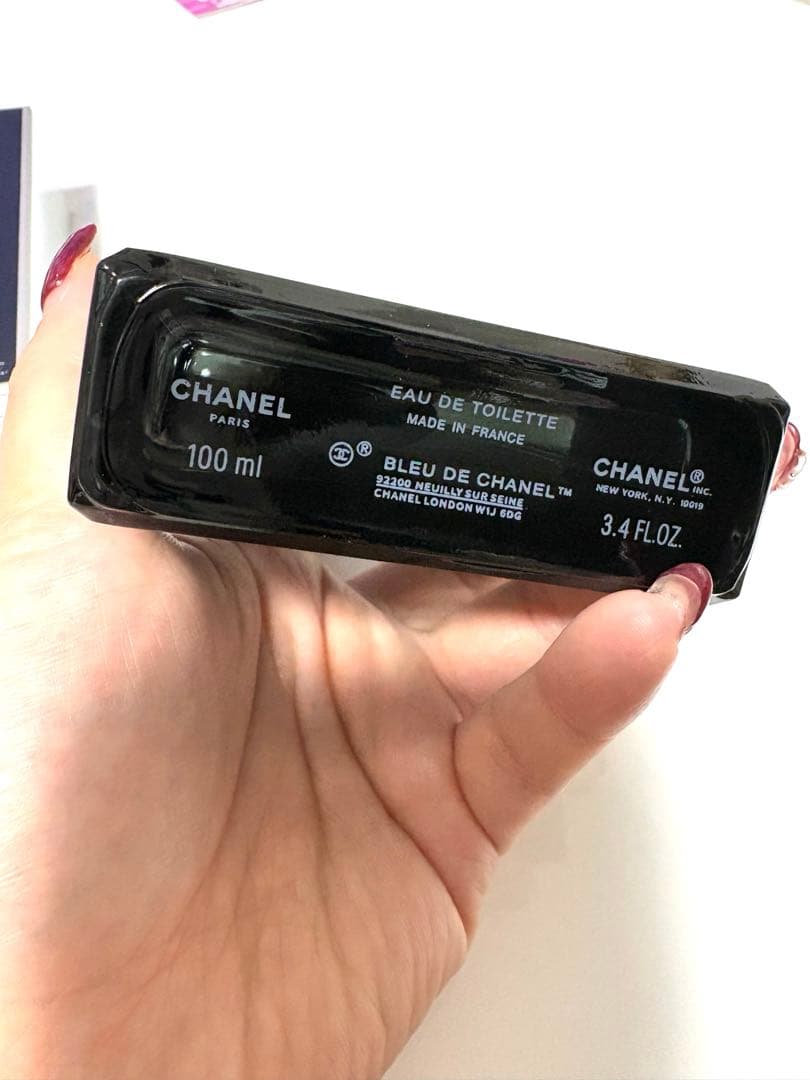 CHANEL
PARIS
100 ml
EAU DE TOILETTE
MADE IN FRANCE
®
BLEU DE CHANEL™
92200 NEUILLY SUR SEINE
CHANEL LONDON W1J 6DG
CHANEL® INC.
NEW YORK, N.Y. 10019
3.4 FL.OZ.